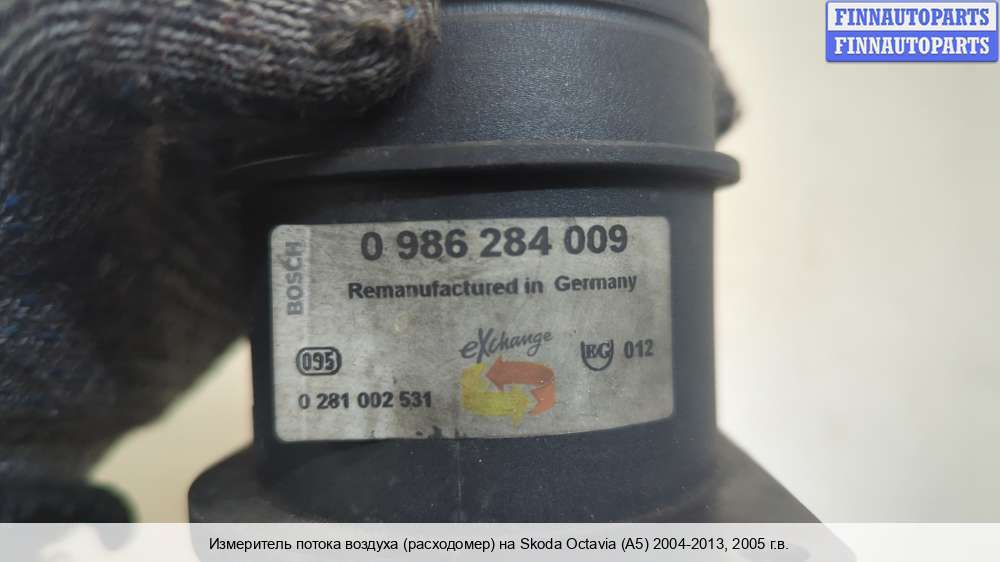 FINNAUTOPARTS
FINNAUTOPARTS
BOSCH
0 986 284 009
Remanufactured in Germany
eXchange
095
RG 012
0 281 002 531
Измеритель потока воздуха (расходомер) на Skoda Octavia (A5) 2004-2013, 2005 г.в.